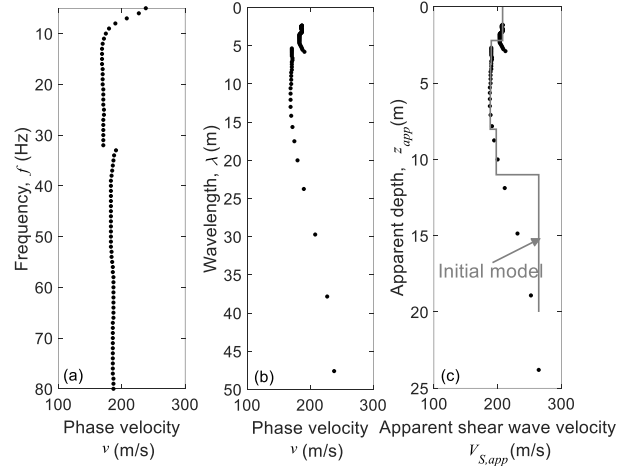 Frequency, f (Hz)
10
20
30
40
50
60
70
80
(a)
100
200
300
Phase velocity
v (m/s)
Wavelength, λ (m)
0
5
10
15
20
25
30
35
40
45
50
(b)
100
200
300
Phase velocity
v (m/s)
Apparent depth, z_app (m)
0
5
10
15
20
25
Initial model
(c)
100
200
300
Apparent shear wave velocity
V_S,app (m/s)